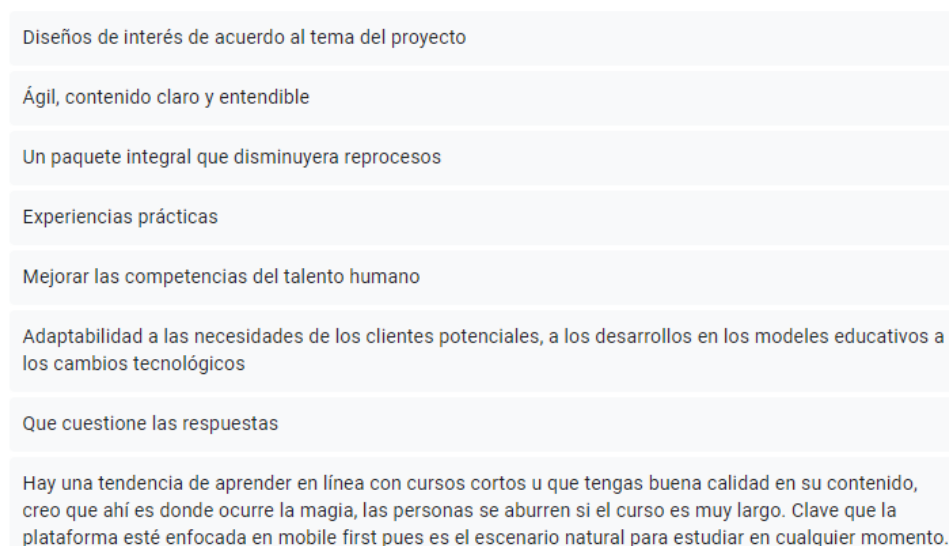 Diseños de interés de acuerdo al tema del proyecto
Ágil, contenido claro y entendible
Un paquete integral que disminuyera reprocesos
Experiencias prácticas
Mejorar las competencias del talento humano
Adaptabilidad a las necesidades de los clientes potenciales, a los desarrollos en los modeles educativos a
los cambios tecnológicos
Que cuestione las respuestas
Hay una tendencia de aprender en línea con cursos cortos u que tengas buena calidad en su contenido,
creo que ahí es donde ocurre la magia, las personas se aburren si el curso es muy largo. Clave que la
plataforma esté enfocada en mobile first pues es el escenario natural para estudiar en cualquier momento.